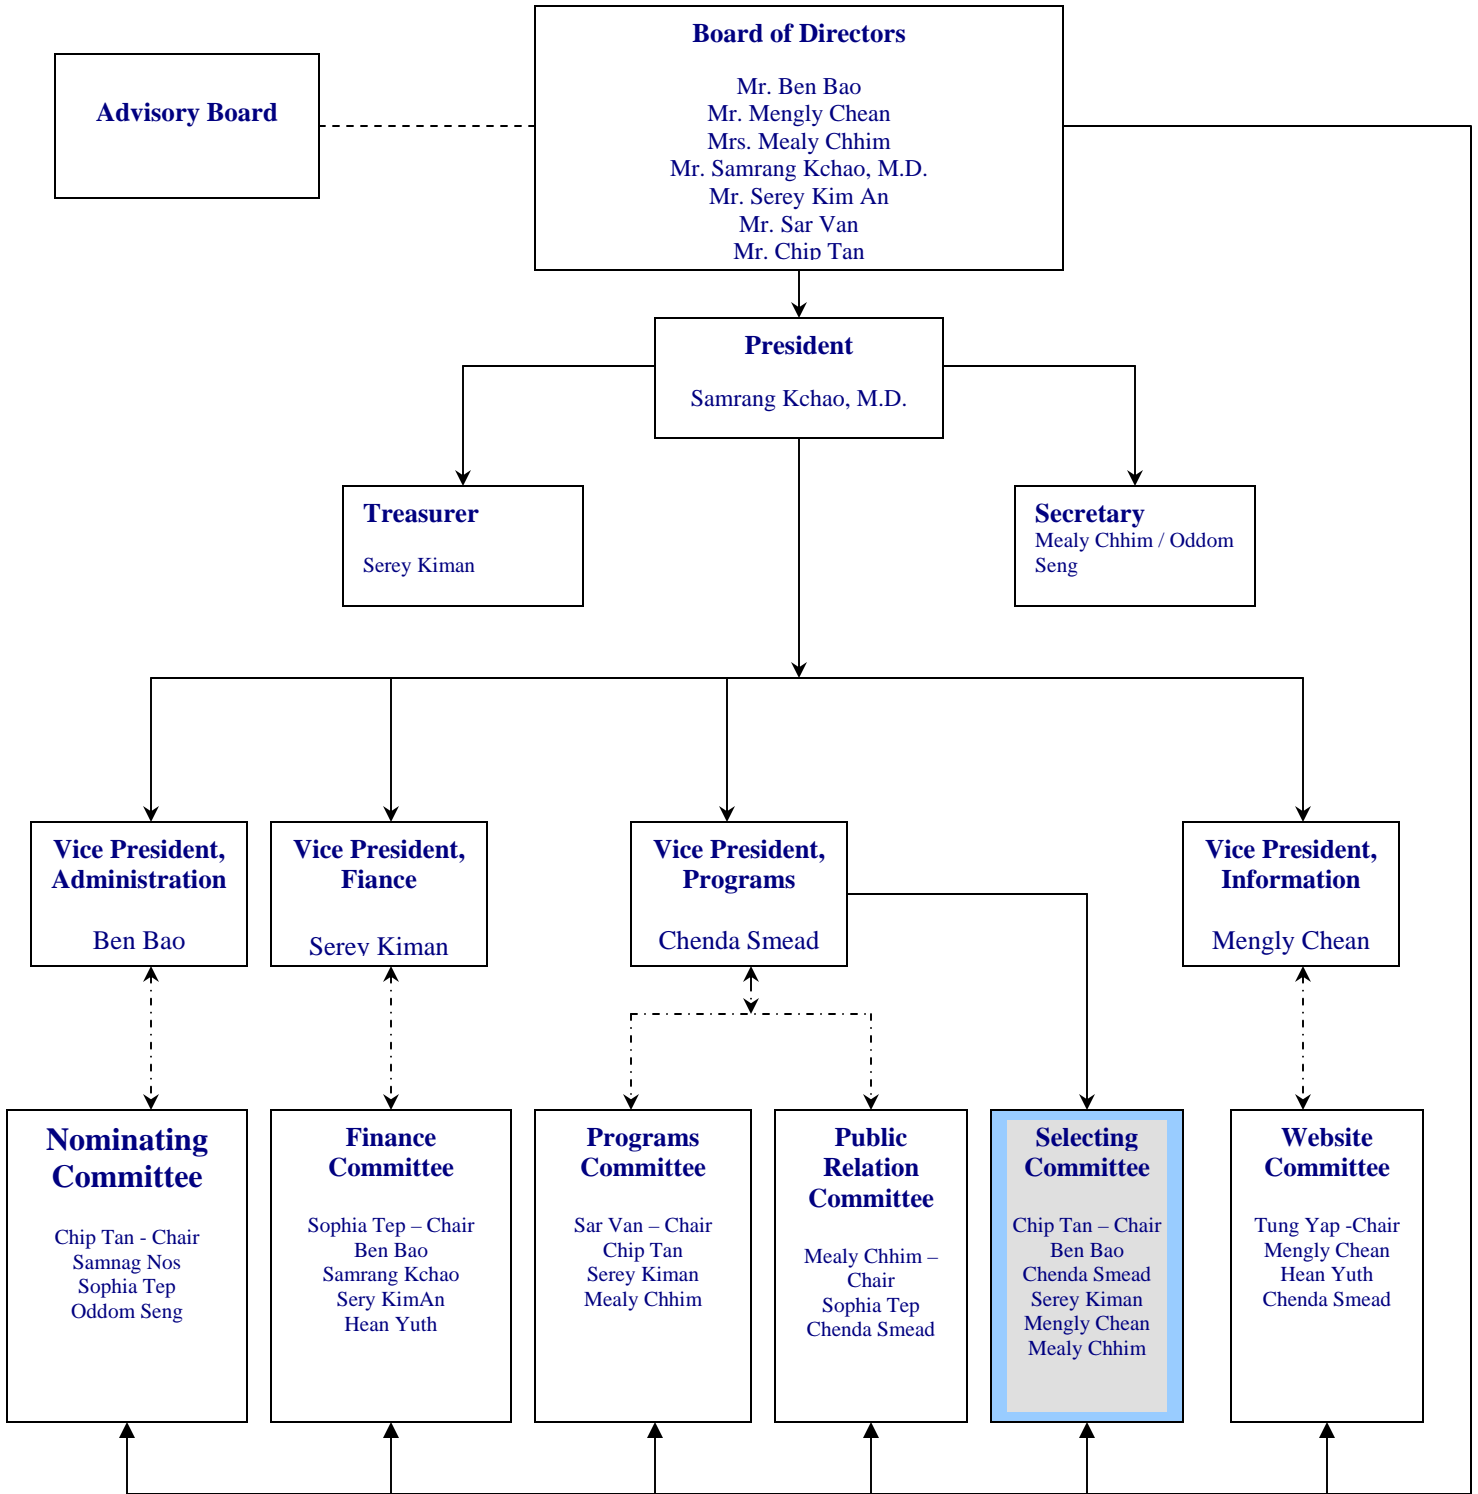 Board of Directors
Mr. Ben Bao
Mr. Mengly Chean
Mrs. Mealy Chhim
Mr. Samrang Kchao, M.D.
Mr. Serey Kim An
Mr. Sar Van
Mr. Chip Tan
Advisory Board
President
Samrang Kchao, M.D.
Treasurer
Serey Kiman
Secretary
Mealy Chhim / Oddom
Seng
Vice President,
Administration
Ben Bao
Vice President,
Fiance
Serey Kiman
Vice President,
Programs
Chenda Smead
Vice President,
Information
Mengly Chean
Nominating
Committee
Chip Tan - Chair
Samnag Nos
Sophia Tep
Oddom Seng
Finance
Committee
Sophia Tep – Chair
Ben Bao
Samrang Kchao
Sery KimAn
Hean Yuth
Programs
Committee
Sar Van – Chair
Chip Tan
Serey Kiman
Mealy Chhim
Public
Relation
Committee
Mealy Chhim –
Chair
Sophia Tep
Chenda Smead
Selecting
Committee
Chip Tan – Chair
Ben Bao
Chenda Smead
Serey Kiman
Mengly Chean
Mealy Chhim
Website
Committee
Tung Yap -Chair
Mengly Chean
Hean Yuth
Chenda Smead